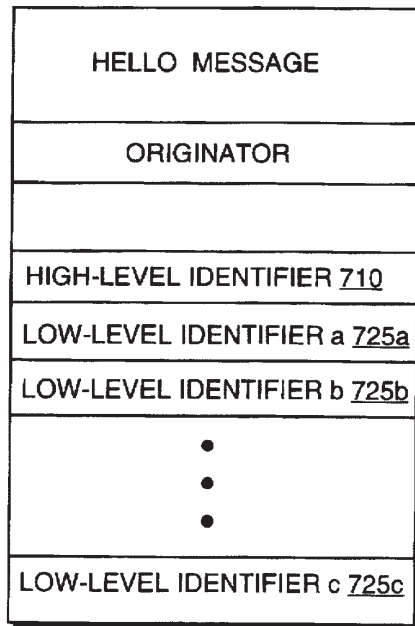 HELLO MESSAGE
ORIGINATOR
HIGH-LEVEL IDENTIFIER 710
LOW-LEVEL IDENTIFIER a 725a
LOW-LEVEL IDENTIFIER b 725b
LOW-LEVEL IDENTIFIER c 725c